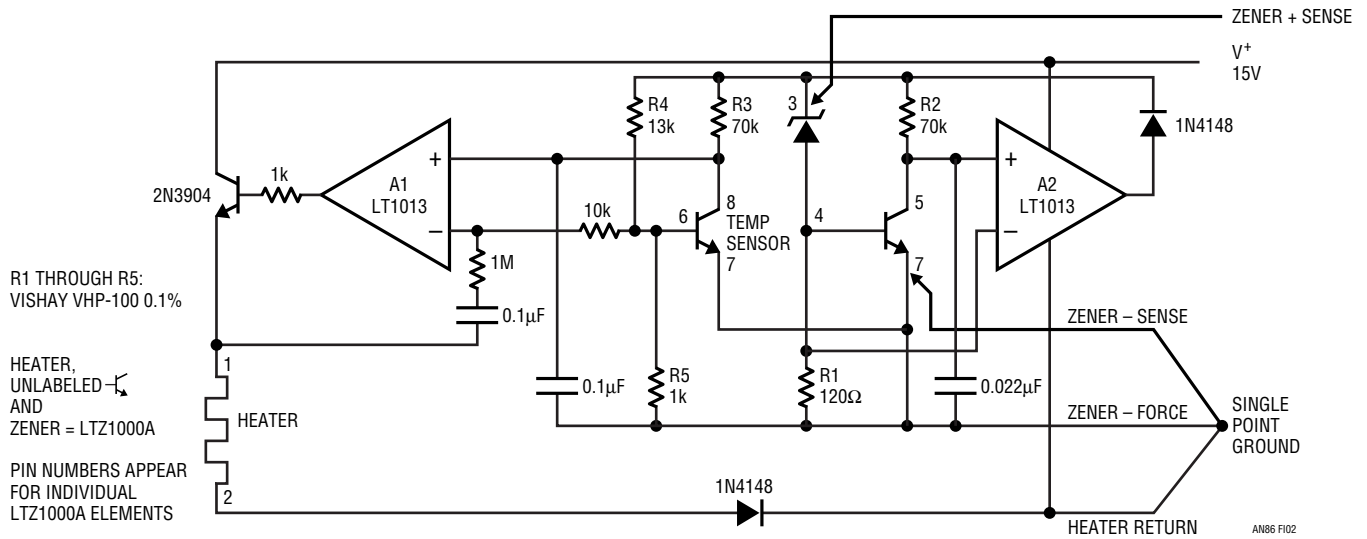 ZENER + SENSE
V+
15V
R4
13k
R3
70k
3
R2
70k
1N4148
1k
2N3904
A1
LT1013
+
–
10k
6
8
TEMP
SENSOR
7
4
5
7
+
–
A2
LT1013
R1 THROUGH R5:
VISHAY VHP-100 0.1%
1M
0.1µF
ZENER – SENSE
HEATER,
UNLABELED
AND
ZENER = LTZ1000A
1
HEATER
0.1µF
R5
1k
R1
120Ω
0.022µF
ZENER – FORCE
SINGLE
POINT
GROUND
PIN NUMBERS APPEAR
FOR INDIVIDUAL
LTZ1000A ELEMENTS
2
1N4148
HEATER RETURN
AN86 FI02